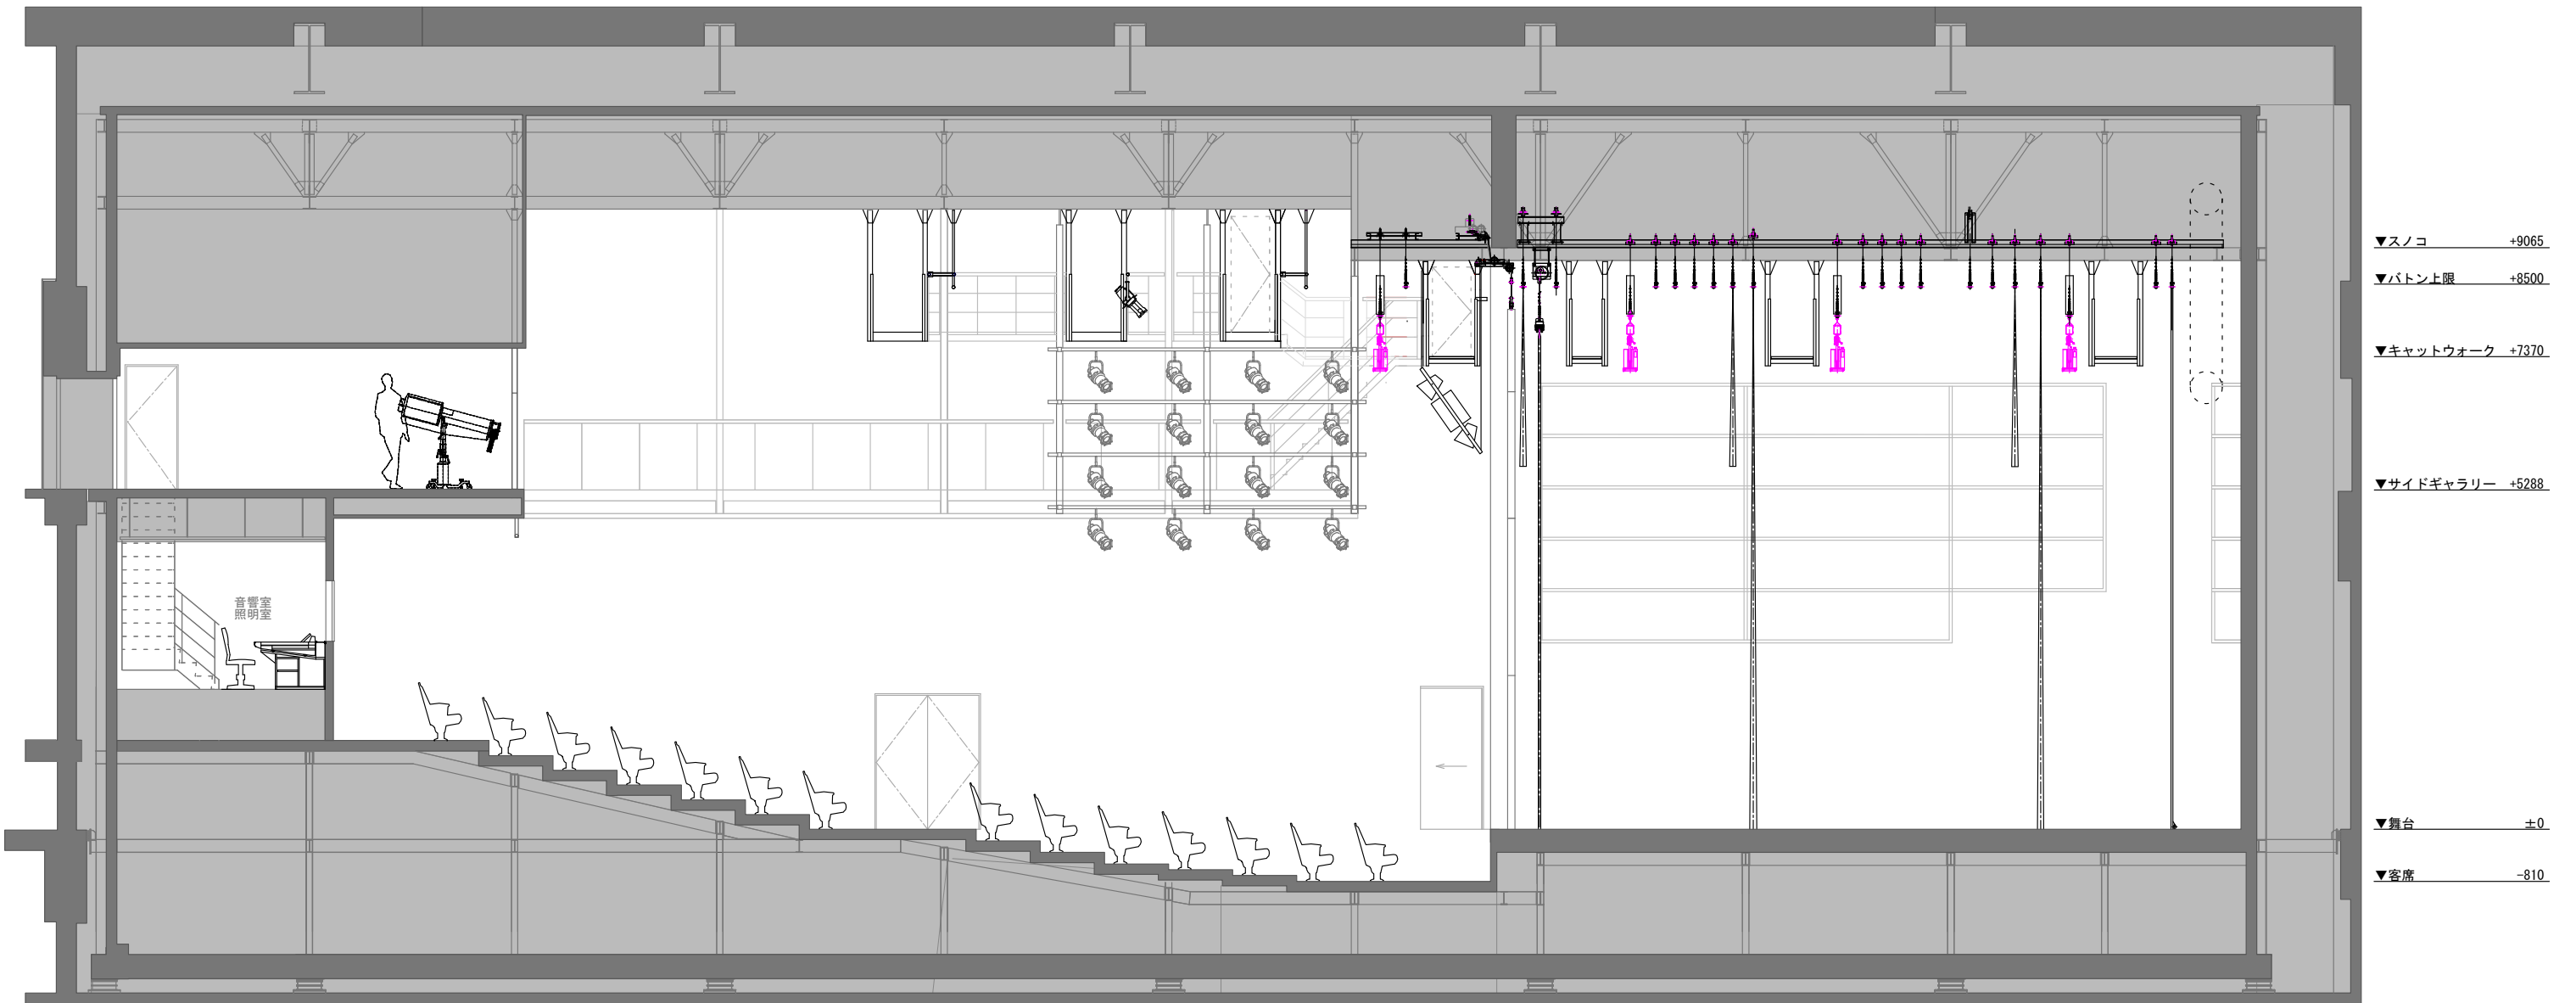 ▼スノコ +9065
▼バトン上限 +8500
▼キャットウォーク +7370
▼サイドギャラリー +5288
音響室
照明室
▼舞台 ±0
▼客席 -810